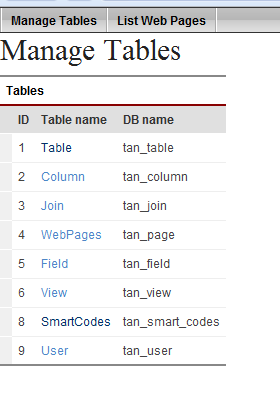 Manage Tables List Web Pages
Manage Tables
Tables
ID Table name DB name
1 Table tan_table
2 Column tan_column
3 Join tan_join
4 WebPages tan_page
5 Field tan_field
6 View tan_view
8 SmartCodes tan_smart_codes
9 User tan_user